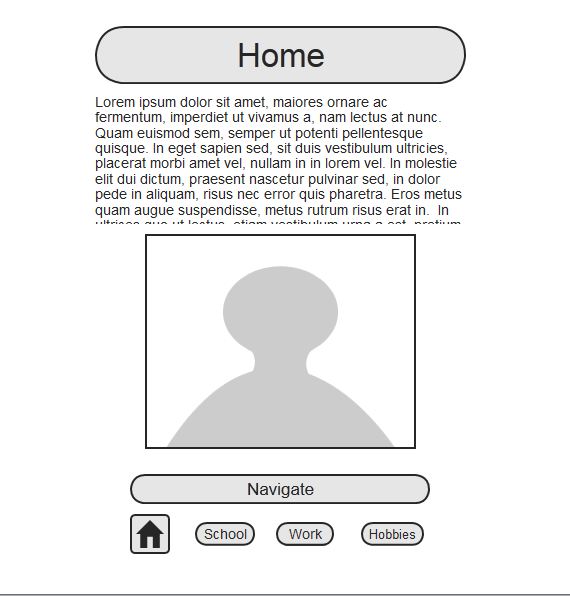 Home
Lorem ipsum dolor sit amet, maiores ornare ac
fermentum, imperdiet ut vivamus a, nam lectus at nunc.
Quam euismod sem, semper ut potenti pellentesque
quisque. In eget sapien sed, sit duis vestibulum ultricies,
placerat morbi amet vel, nullam in in lorem vel. In molestie
elit dui dictum, praesent nascetur pulvinar sed, in dolor
pede in aliquam, risus nec error quis pharetra. Eros metus
quam augue suspendisse, metus rutrum risus erat in. In
Navigate
School
Work
Hobbies